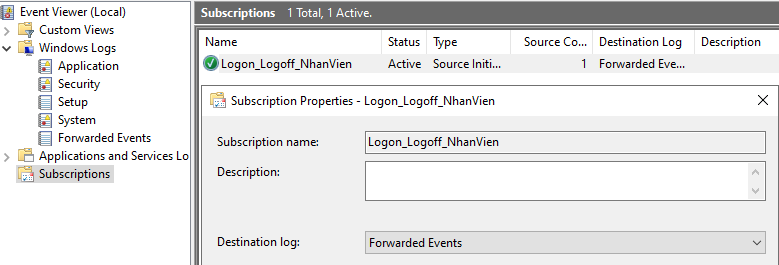 Event Viewer (Local)
Custom Views
Windows Logs
Application
Security
Setup
System
Forwarded Events
Applications and Services Lo
Subscriptions
Subscriptions 1 Total, 1 Active.
Name Status Type Source Co... Destination Log Description
Logon_Logoff_NhanVien Active Source Initi... 1 Forwarded Eve...
Subscription Properties - Logon_Logoff_NhanVien
Subscription name: Logon_Logoff_NhanVien
Description:
Destination log: Forwarded Events